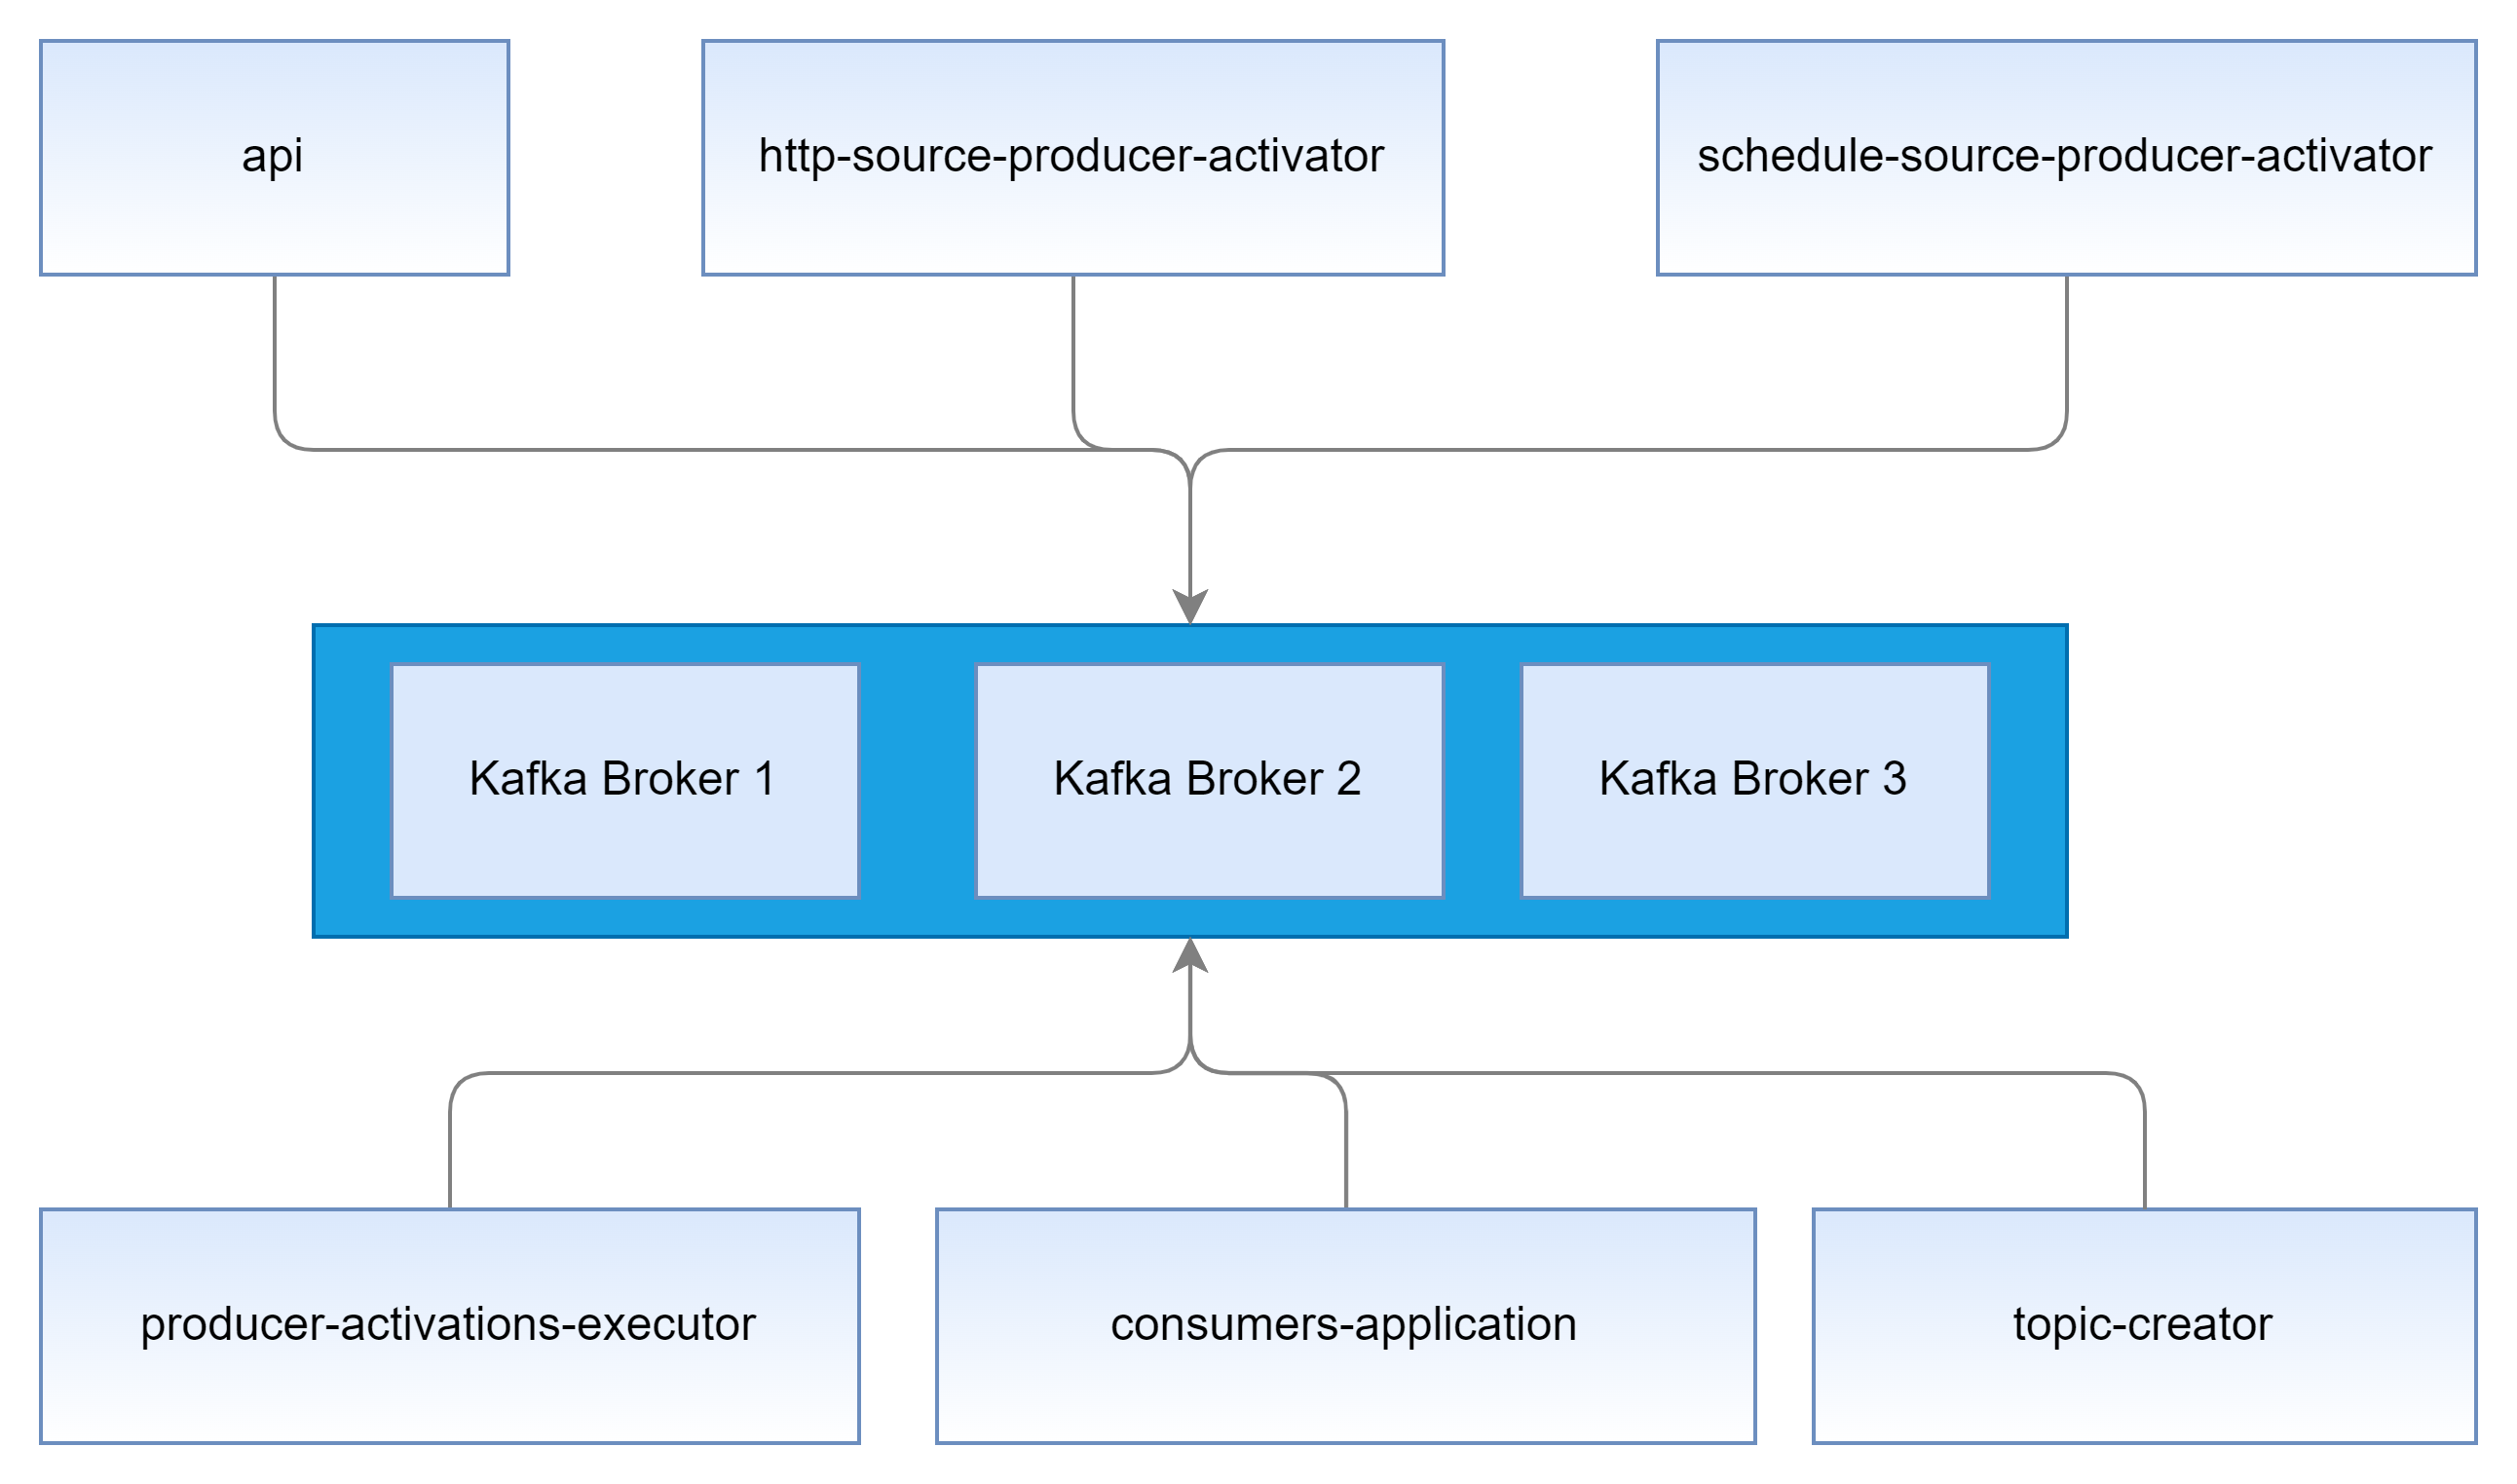 api
http-source-producer-activator
schedule-source-producer-activator
Kafka Broker 1
Kafka Broker 2
Kafka Broker 3
producer-activations-executor
consumers-application
topic-creator